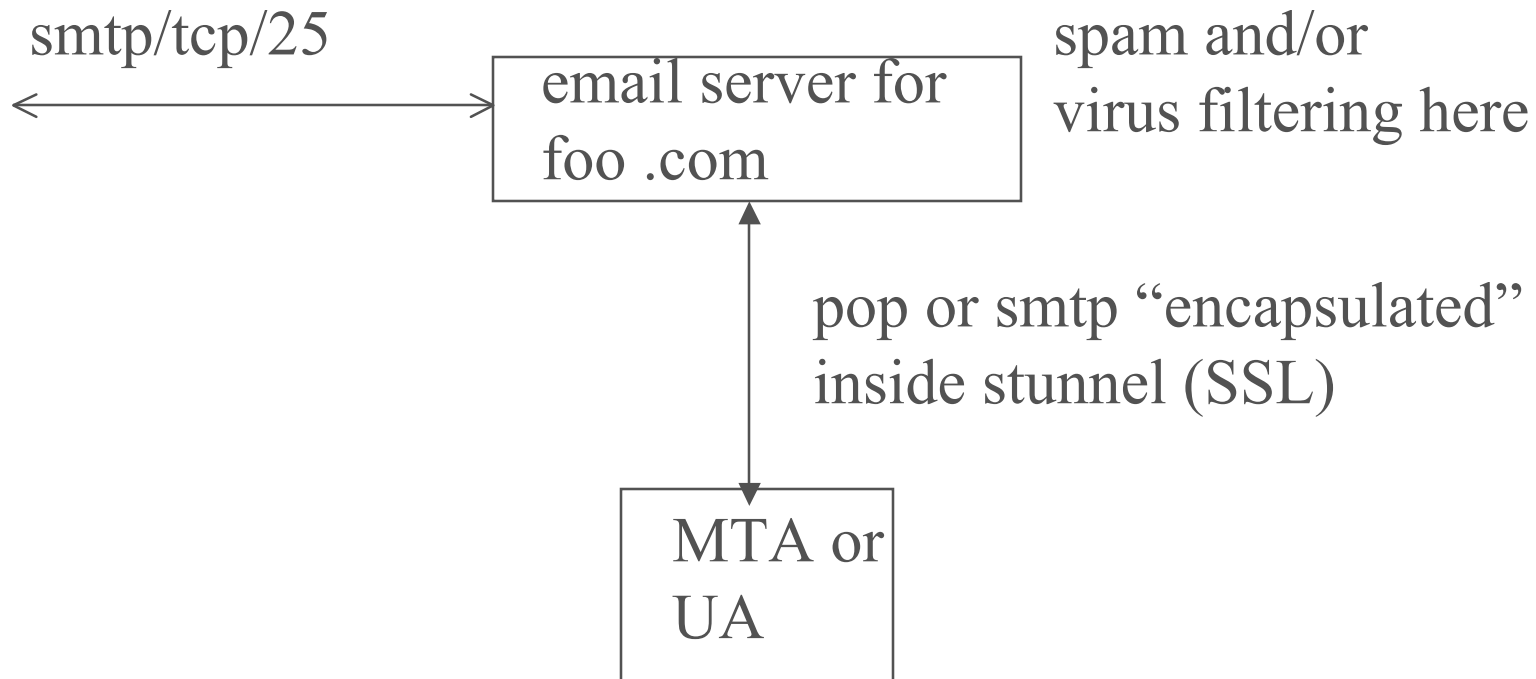 smtp/tcp/25
email server for
foo .com
spam and/or
virus filtering here
pop or smtp “encapsulated”
inside stunnel (SSL)
MTA or
UA